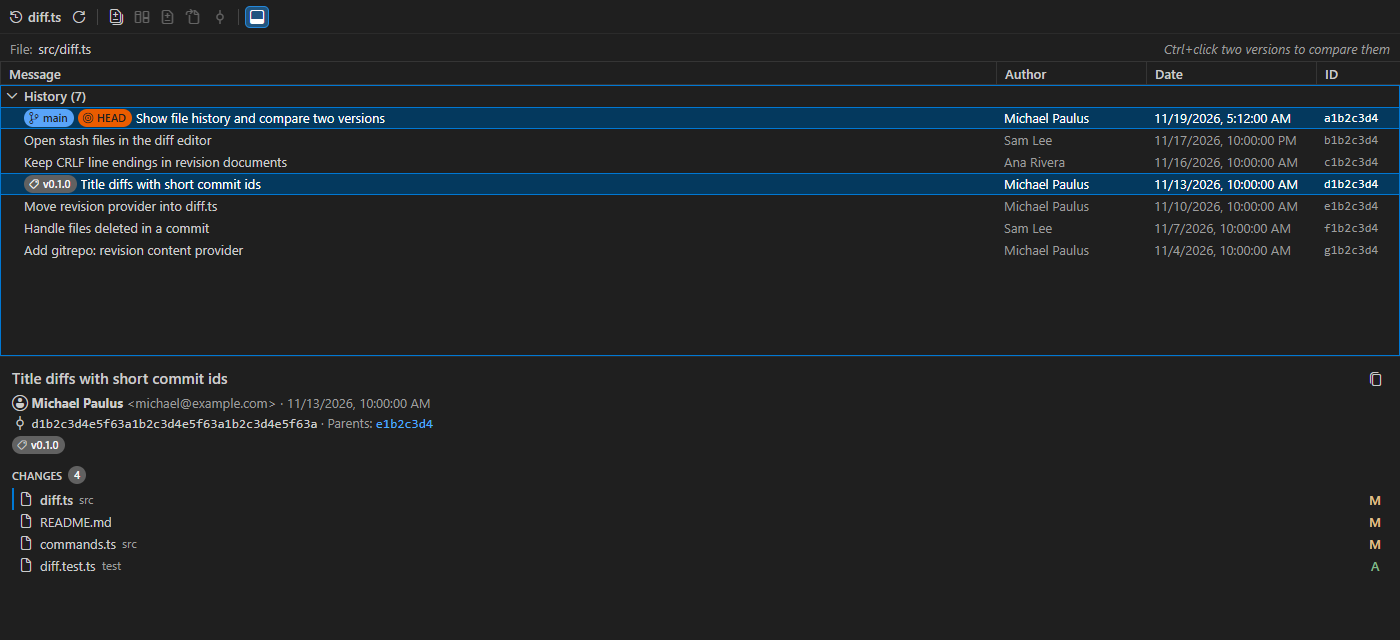 diff.ts
File: src/diff.ts Ctrl+click two versions to compare them
Message Author Date ID
History (7)
main HEAD Show file history and compare two versions Michael Paulus 11/19/2026, 5:12:00 AM a1b2c3d4
Open stash files in the diff editor Sam Lee 11/17/2026, 10:00:00 PM b1b2c3d4
Keep CRLF line endings in revision documents Ana Rivera 11/16/2026, 10:00:00 AM c1b2c3d4
v0.1.0 Title diffs with short commit ids Michael Paulus 11/13/2026, 10:00:00 AM d1b2c3d4
Move revision provider into diff.ts Michael Paulus 11/10/2026, 10:00:00 AM e1b2c3d4
Handle files deleted in a commit Sam Lee 11/7/2026, 10:00:00 AM f1b2c3d4
Add gitrepo: revision content provider Michael Paulus 11/4/2026, 10:00:00 AM g1b2c3d4
Title diffs with short commit ids
Michael Paulus <michael@example.com> · 11/13/2026, 10:00:00 AM
d1b2c3d4e5f63a1b2c3d4e5f63a1b2c3d4e5f63a · Parents: e1b2c3d4
v0.1.0
CHANGES 4
diff.ts src M
README.md M
commands.ts src M
diff.test.ts test A